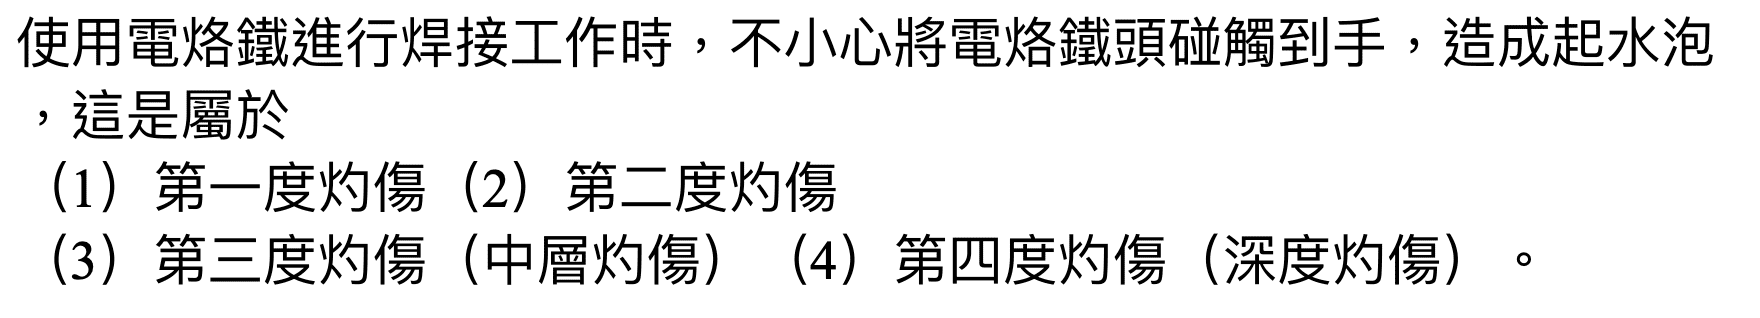 使用電烙鐵進行焊接工作時，不小心將電烙鐵頭碰觸到手，造成起水泡
，這是屬於
（1）第一度灼傷（2）第二度灼傷
（3）第三度灼傷（中層灼傷）（4）第四度灼傷（深度灼傷）。